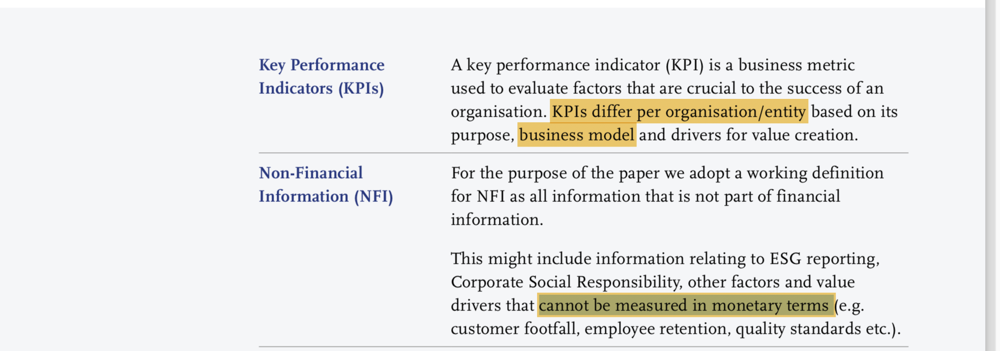 Key Performance
Indicators (KPIs)
A key performance indicator (KPI) is a business metric
used to evaluate factors that are crucial to the success of an
organisation. KPIs differ per organisation/entity based on its
purpose, business model and drivers for value creation.
Non-Financial
Information (NFI)
For the purpose of the paper we adopt a working definition
for NFI as all information that is not part of financial
information.
This might include information relating to ESG reporting,
Corporate Social Responsibility, other factors and value
drivers that cannot be measured in monetary terms (e.g.
customer footfall, employee retention, quality standards etc.).